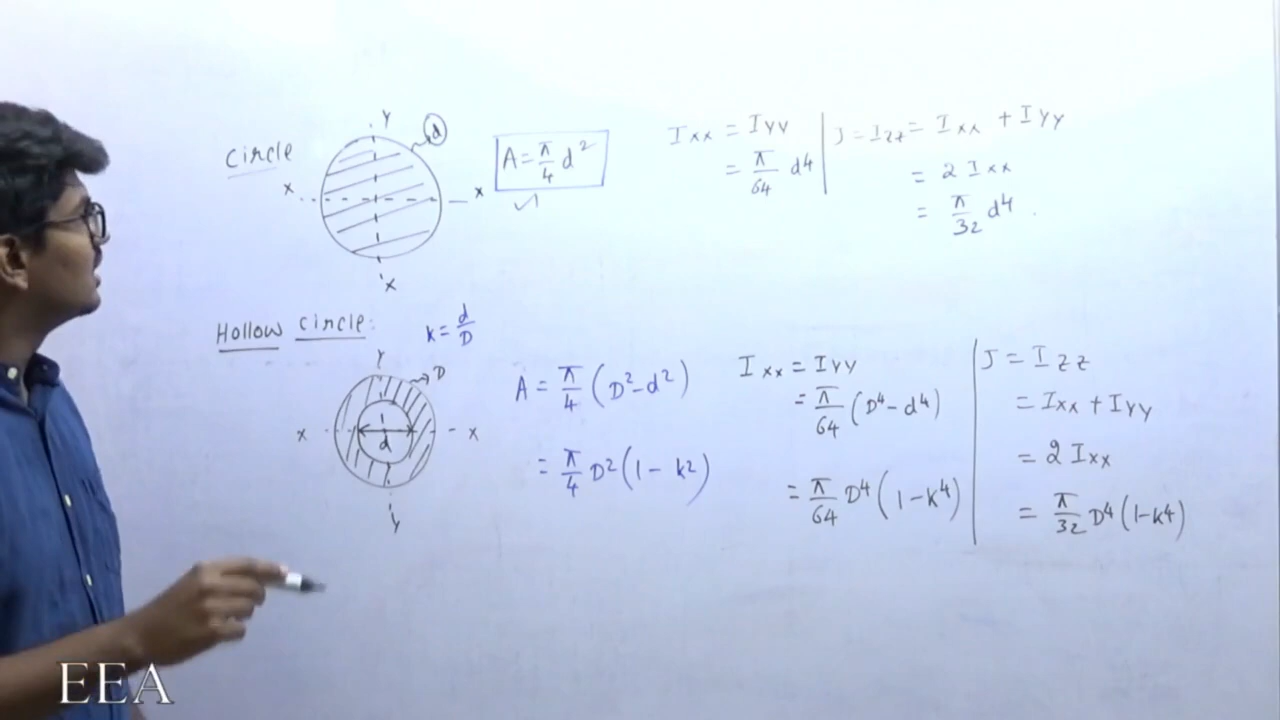 Circle
Y
d
X
X
X
A = π/4 d²
Ixx = Iyy
= π/64 d⁴
J = Izz = Ixx + Iyy
= 2 Ixx
= π/32 d⁴
Hollow circle:
k = d/D
Y
D
X
X
d
Y
A = π/4 (D² - d²)
= π/4 D² (1 - k²)
Ixx = Iyy
= π/64 (D⁴ - d⁴)
= π/64 D⁴ (1 - k⁴)
J = Izz
= Ixx + Iyy
= 2 Ixx
= π/32 D⁴ (1 - k⁴)
EEA